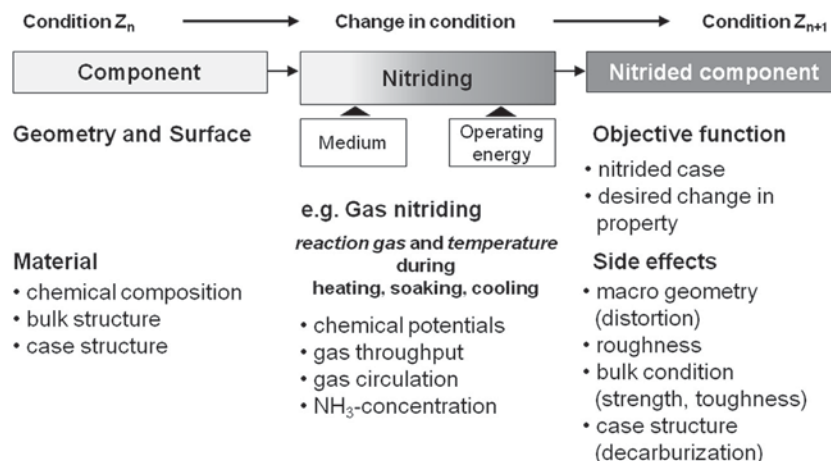 Condition Zₙ Change in condition Condition Zₙ₊₁
Component Nitriding Nitrided component
Geometry and Surface
Medium
Operating
energy
e.g. Gas nitriding
reaction gas and temperature
during
heating, soaking, cooling
• chemical potentials
• gas throughput
• gas circulation
• NH₃-concentration
Material
• chemical composition
• bulk structure
• case structure
Objective function
• nitrided case
• desired change in
property
Side effects
• macro geometry
(distortion)
• roughness
• bulk condition
(strength, toughness)
• case structure
(decarburization)